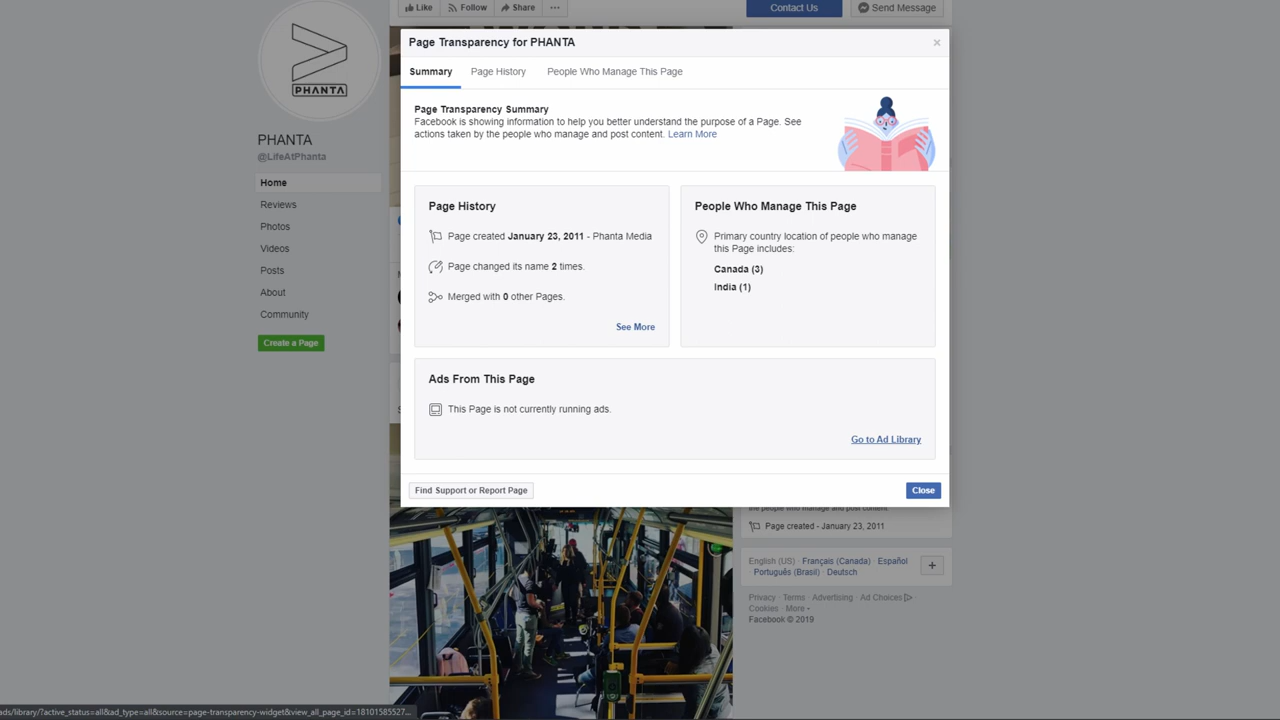 Like
Follow
Share
Contact Us
Send Message
PHANTA
PHANTA
@LifeAtPhanta
Home
Reviews
Photos
Videos
Posts
About
Community
Create a Page
Page Transparency for PHANTA
Summary
Page History
People Who Manage This Page
Page Transparency Summary
Facebook is showing information to help you better understand the purpose of a Page. See
actions taken by the people who manage and post content. Learn More
Page History
Page created January 23, 2011 - Phanta Media
Page changed its name 2 times.
Merged with 0 other Pages.
See More
People Who Manage This Page
Primary country location of people who manage
this Page includes:
Canada (3)
India (1)
Ads From This Page
This Page is not currently running ads.
Go to Ad Library
Find Support or Report Page
Close
the people who manage and post content.
Page created - January 23, 2011
English (US) · Français (Canada) · Español
· Português (Brasil) · Deutsch
Privacy · Terms · Advertising · Ad Choices ·
Cookies · More
Facebook © 2019
ads/library/?active_status=all&ad_type=all&source=page-transparency-widget&view_all_page_id=18101585527...